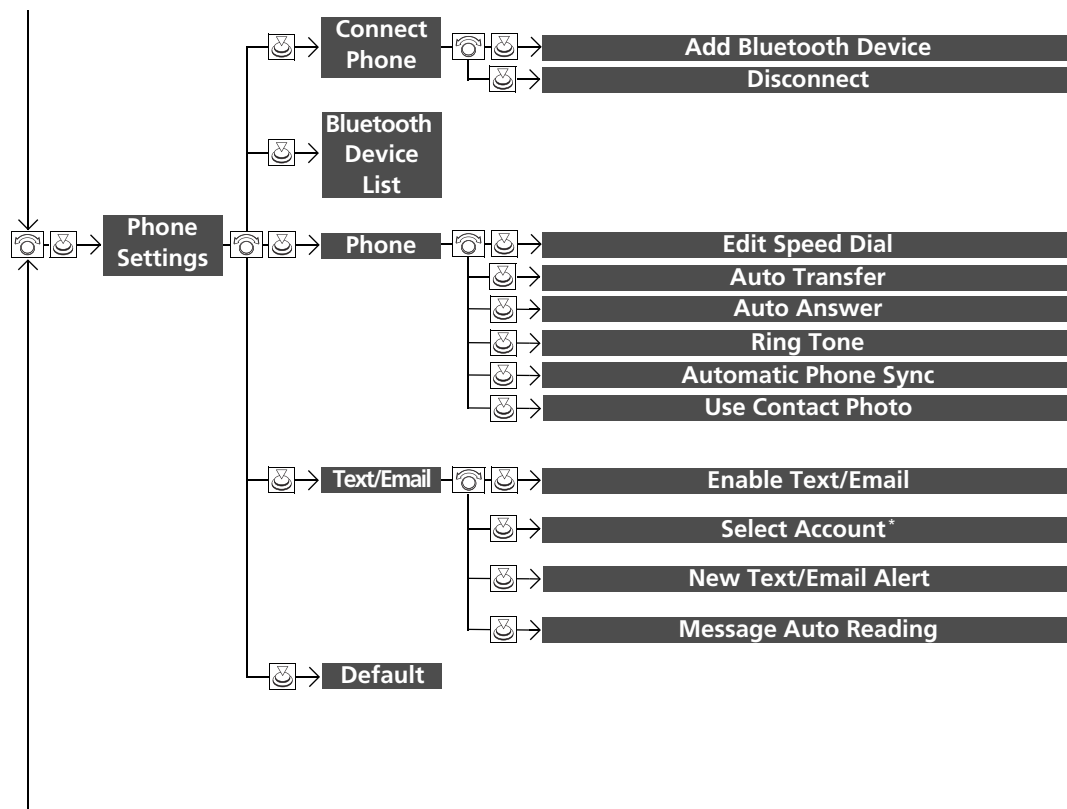 Connect
Phone
Add Bluetooth Device
Disconnect
Bluetooth
Device
List
Phone
Settings
Phone
Edit Speed Dial
Auto Transfer
Auto Answer
Ring Tone
Automatic Phone Sync
Use Contact Photo
Text/Email
Enable Text/Email
Select Account*
New Text/Email Alert
Message Auto Reading
Default